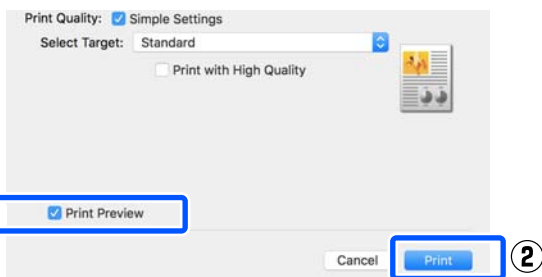 Print Quality: Simple Settings
Select Target: Standard
Print with High Quality
Print Preview
Cancel Print ②